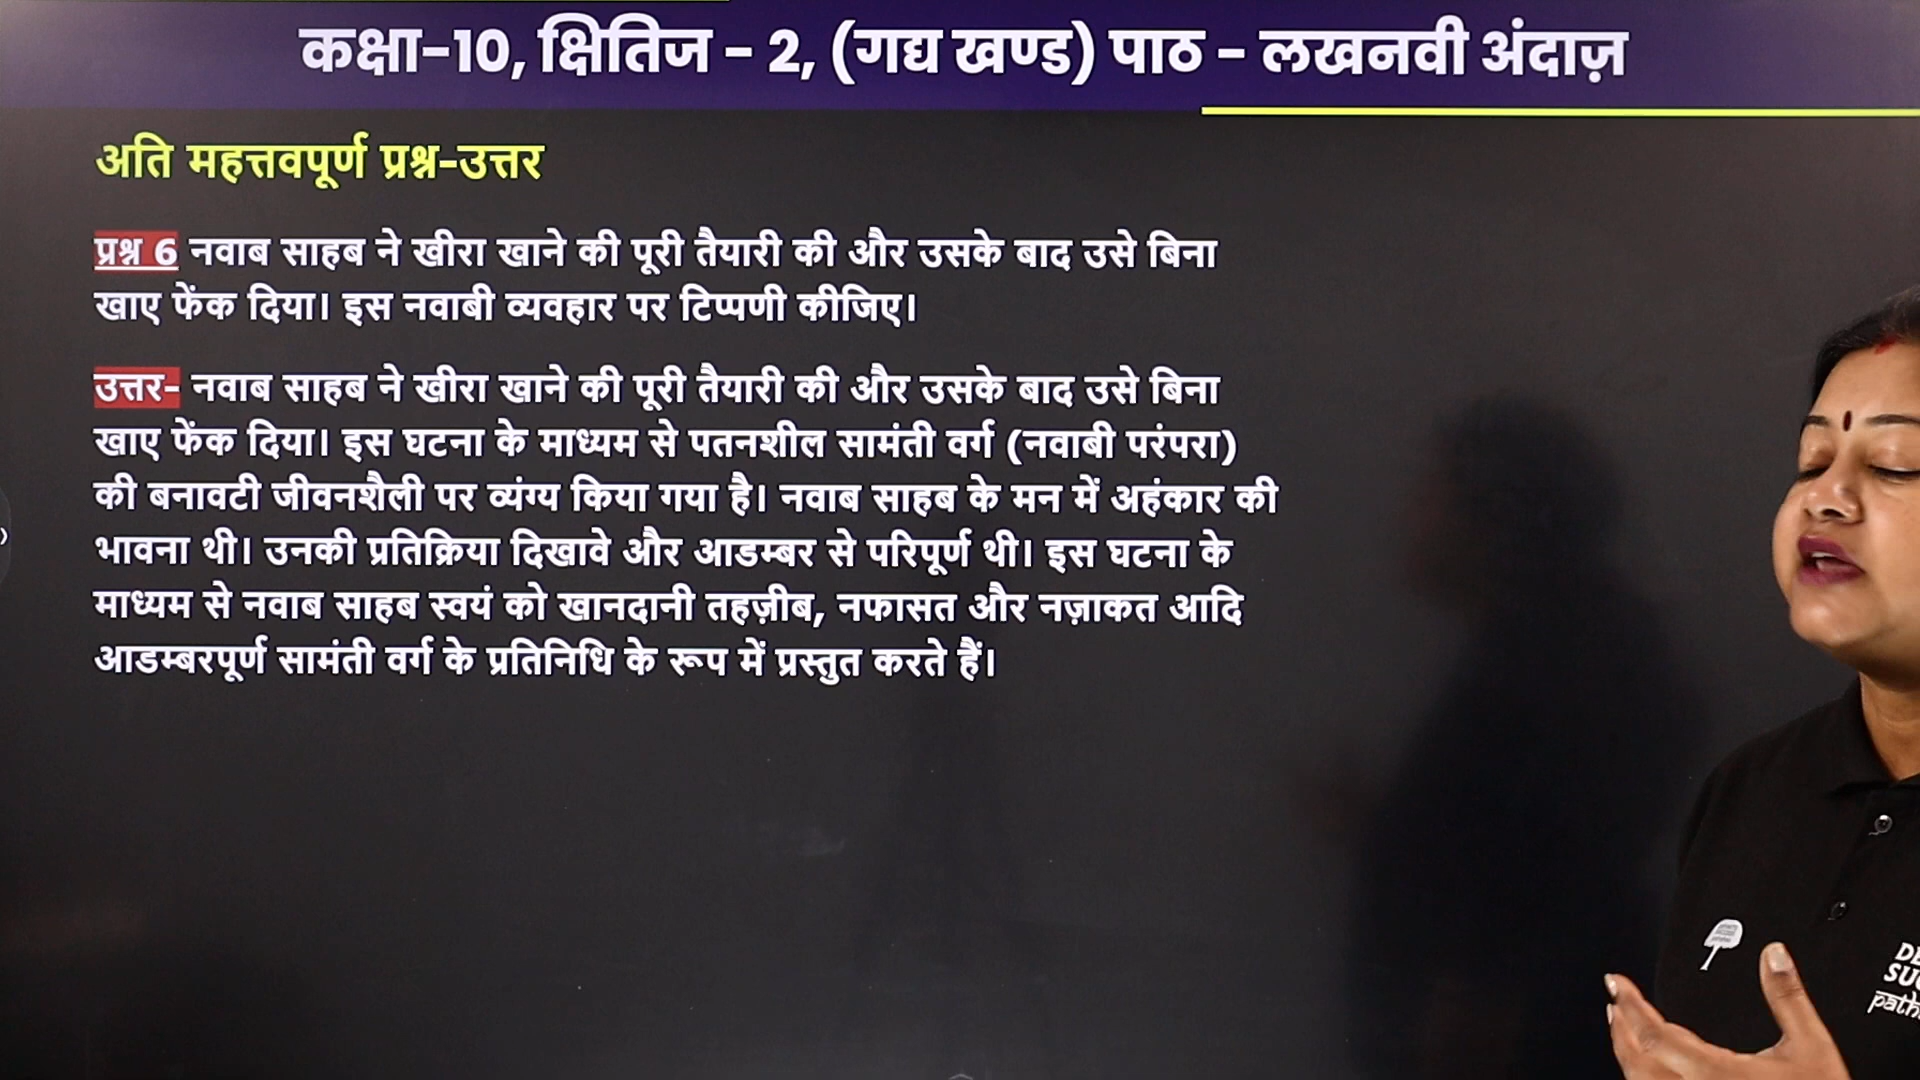 कक्षा-10, क्षितिज - 2, (गद्य खण्ड) पाठ - लखनवी अंदाज़
अति महत्तवपूर्ण प्रश्न-उत्तर
प्रश्न 6 नवाब साहब ने खीरा खाने की पूरी तैयारी की और उसके बाद उसे बिना
खाए फेंक दिया। इस नवाबी व्यवहार पर टिप्पणी कीजिए।
उत्तर- नवाब साहब ने खीरा खाने की पूरी तैयारी की और उसके बाद उसे बिना
खाए फेंक दिया। इस घटना के माध्यम से पतनशील सामंती वर्ग (नवाबी परंपरा)
की बनावटी जीवनशैली पर व्यंग्य किया गया है। नवाब साहब के मन में अहंकार की
भावना थी। उनकी प्रतिक्रिया दिखावे और आडम्बर से परिपूर्ण थी। इस घटना के
माध्यम से नवाब साहब स्वयं को खानदानी तहज़ीब, नफासत और नज़ाकत आदि
आडम्बरपूर्ण सामंती वर्ग के प्रतिनिधि के रूप में प्रस्तुत करते हैं।